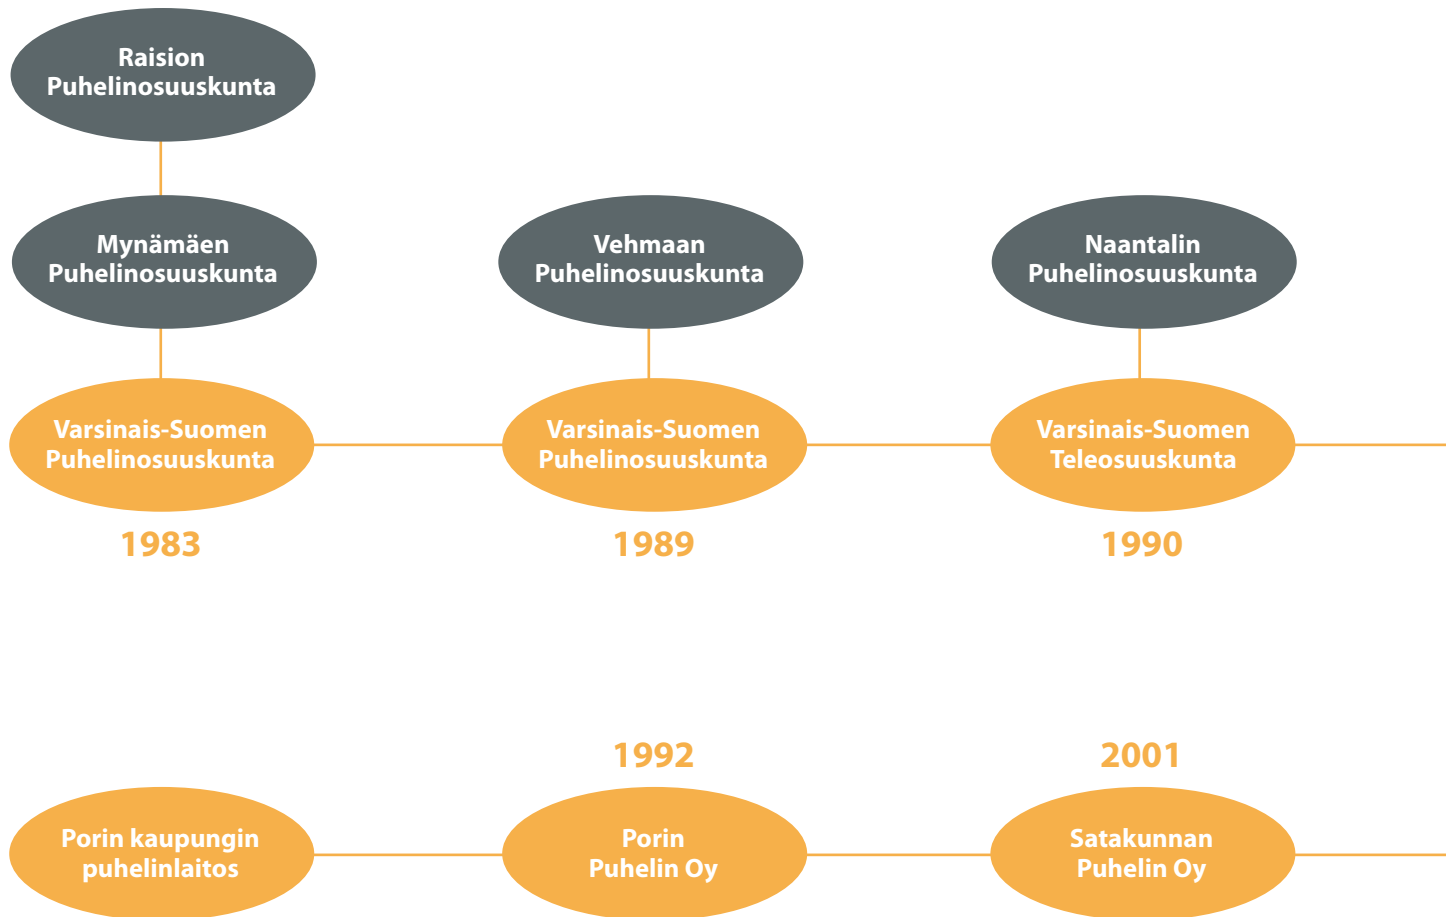 Raision
Puhelinosuuskunta
Mynämäen
Puhelinosuuskunta
Vehmaan
Puhelinosuuskunta
Naantalin
Puhelinosuuskunta
Varsinais-Suomen
Puhelinosuuskunta
Varsinais-Suomen
Puhelinosuuskunta
Varsinais-Suomen
Teleosuuskunta
1983
1989
1990
1992
2001
Porin kaupungin
puhelinlaitos
Porin
Puhelin Oy
Satakunnan
Puhelin Oy